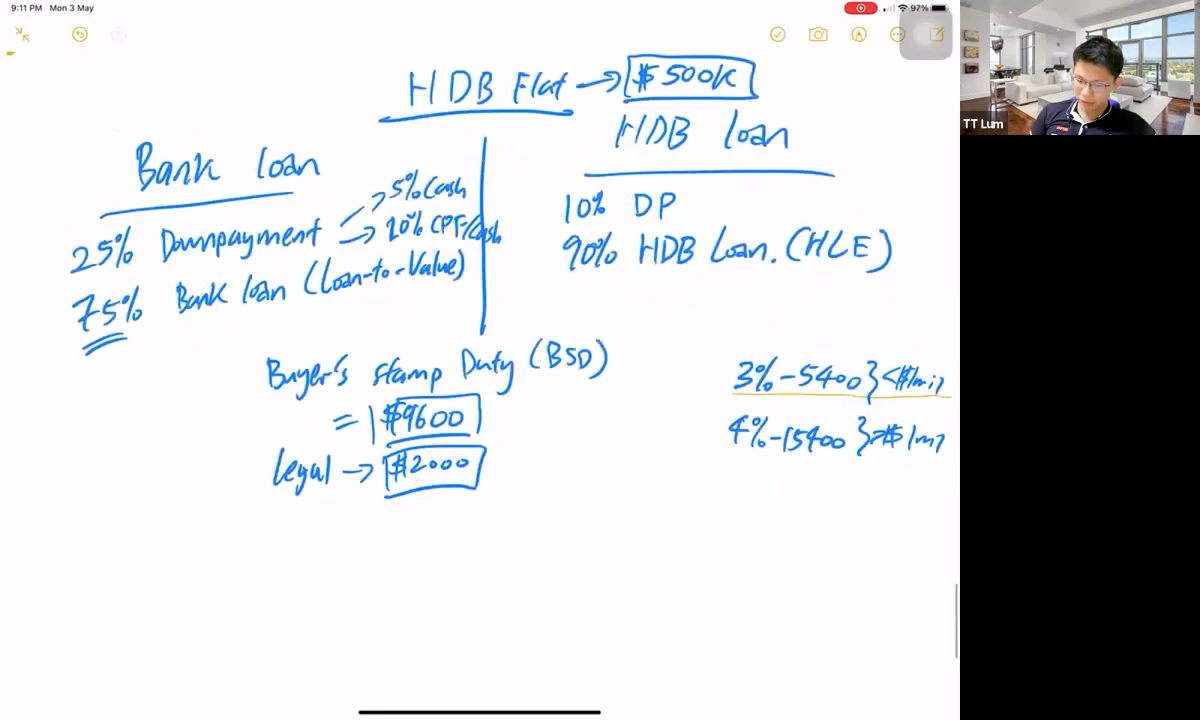 9:11 PM Mon 3 May
97%
HDB Flat → $500k
Bank loan
25% Downpayment
→ 5% Cash
→ 20% CPF/Cash
75% Bank loan (Loan-to-Value)
HDB loan
10% DP
90% HDB Loan. (HLE)
Buyer's Stamp Duty (BSD)
= $9600
legal → $2000
3% - 5400 } <$1mil
4% - 15400 } >$1mil
TT Lum